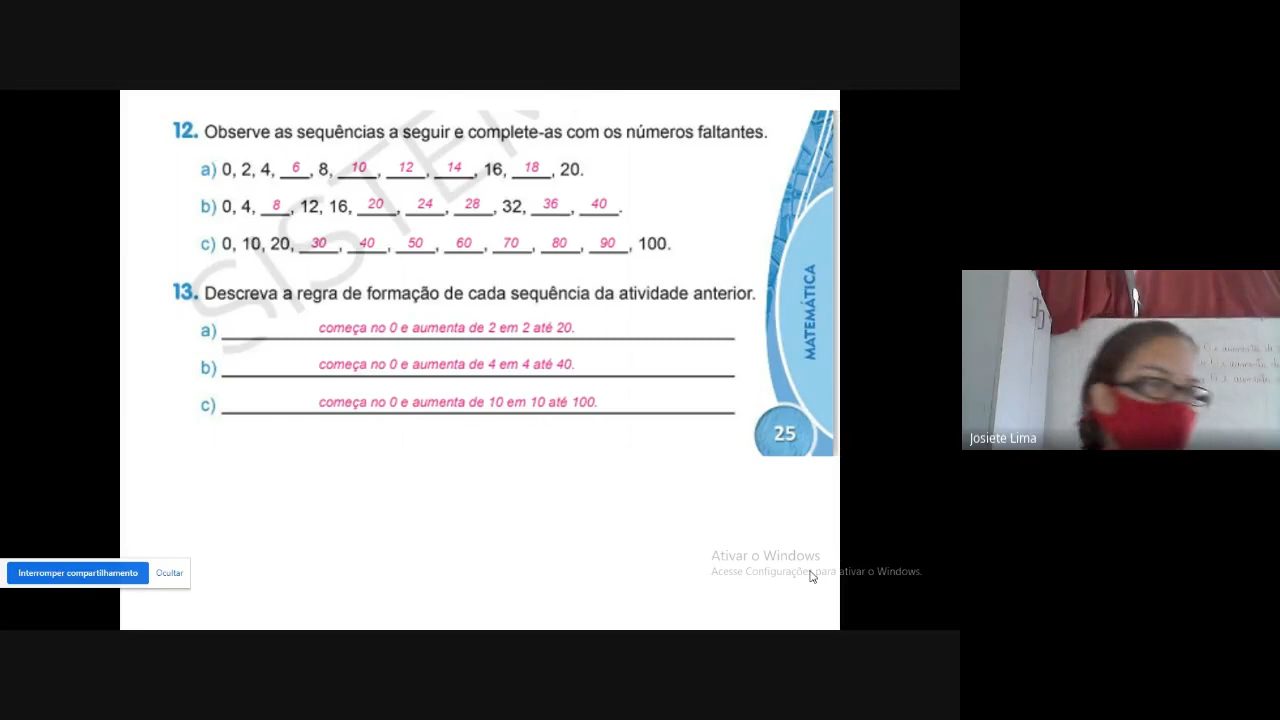 SISTEM
12. Observe as sequências a seguir e complete-as com os números faltantes.
a) 0, 2, 4, 6, 8, 10, 12, 14, 16, 18, 20.
b) 0, 4, 8, 12, 16, 20, 24, 28, 32, 36, 40.
c) 0, 10, 20, 30, 40, 50, 60, 70, 80, 90, 100.
13. Descreva a regra de formação de cada sequência da atividade anterior.
a) começa no 0 e aumenta de 2 em 2 até 20.
b) começa no 0 e aumenta de 4 em 4 até 40.
c) começa no 0 e aumenta de 10 em 10 até 100.
MATEMÁTICA
25
Josiete Lima
Ativar o Windows
Acesse Configurações para ativar o Windows.
Interromper compartilhamento Ocultar